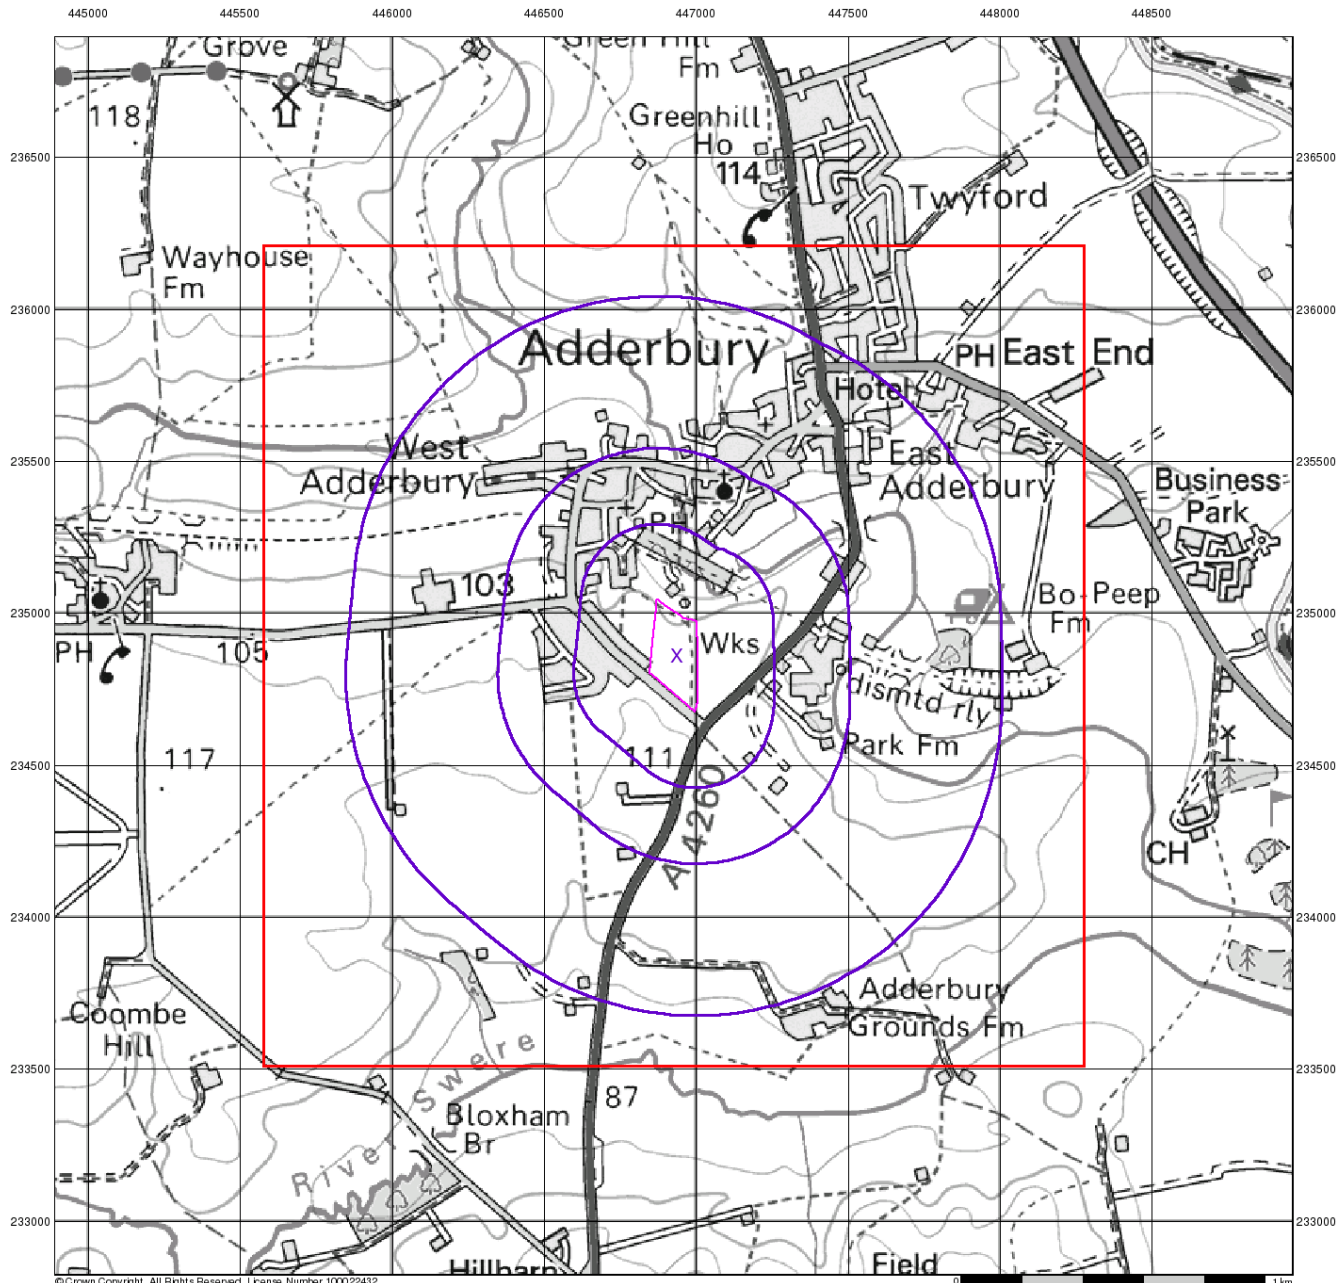 445000 445500 446000 446500 447000 447500 448000 448500
Grove
Green Hill
Fm
118
Greenhill
Ho
236500
236500
114
Twyford
Wayhouse
Fm
236000
236000
Adderbury
PH East End
Hotel
West
Adderbury
235500
235500
East
Adderbury
Business
Park
PH
103
235000
235000
Bo-Peep
Fm
PH
105
Wks
dismtd rly
Park Fm
117
111
234500
234500
A 4260
CH
234000
234000
Adderbury
Grounds Fm
Coombe
Hill
233500
233500
River Swere
87
Bloxham
Br
233000
233000
Field
© Crown Copyright. All Rights Reserved. License Number 100022432
0 1 km